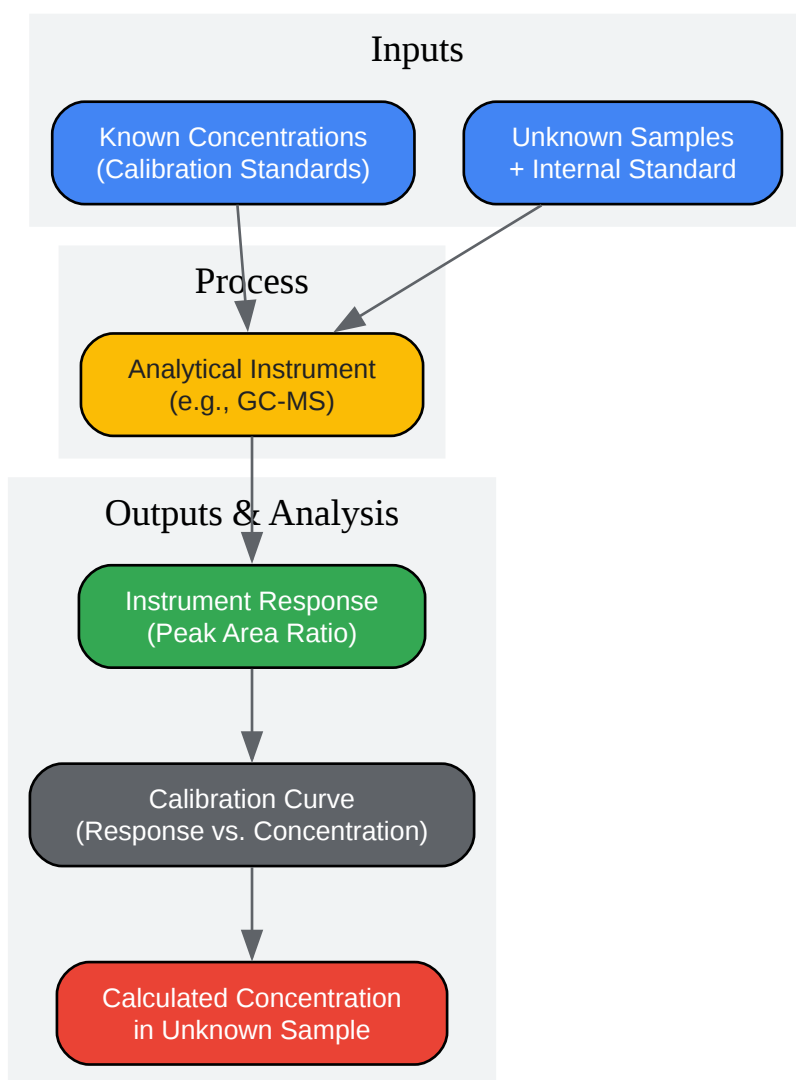 Inputs
Known Concentrations
(Calibration Standards)
Unknown Samples
+ Internal Standard
Process
Analytical Instrument
(e.g., GC-MS)
Outputs & Analysis
Instrument Response
(Peak Area Ratio)
Calibration Curve
(Response vs. Concentration)
Calculated Concentration
in Unknown Sample